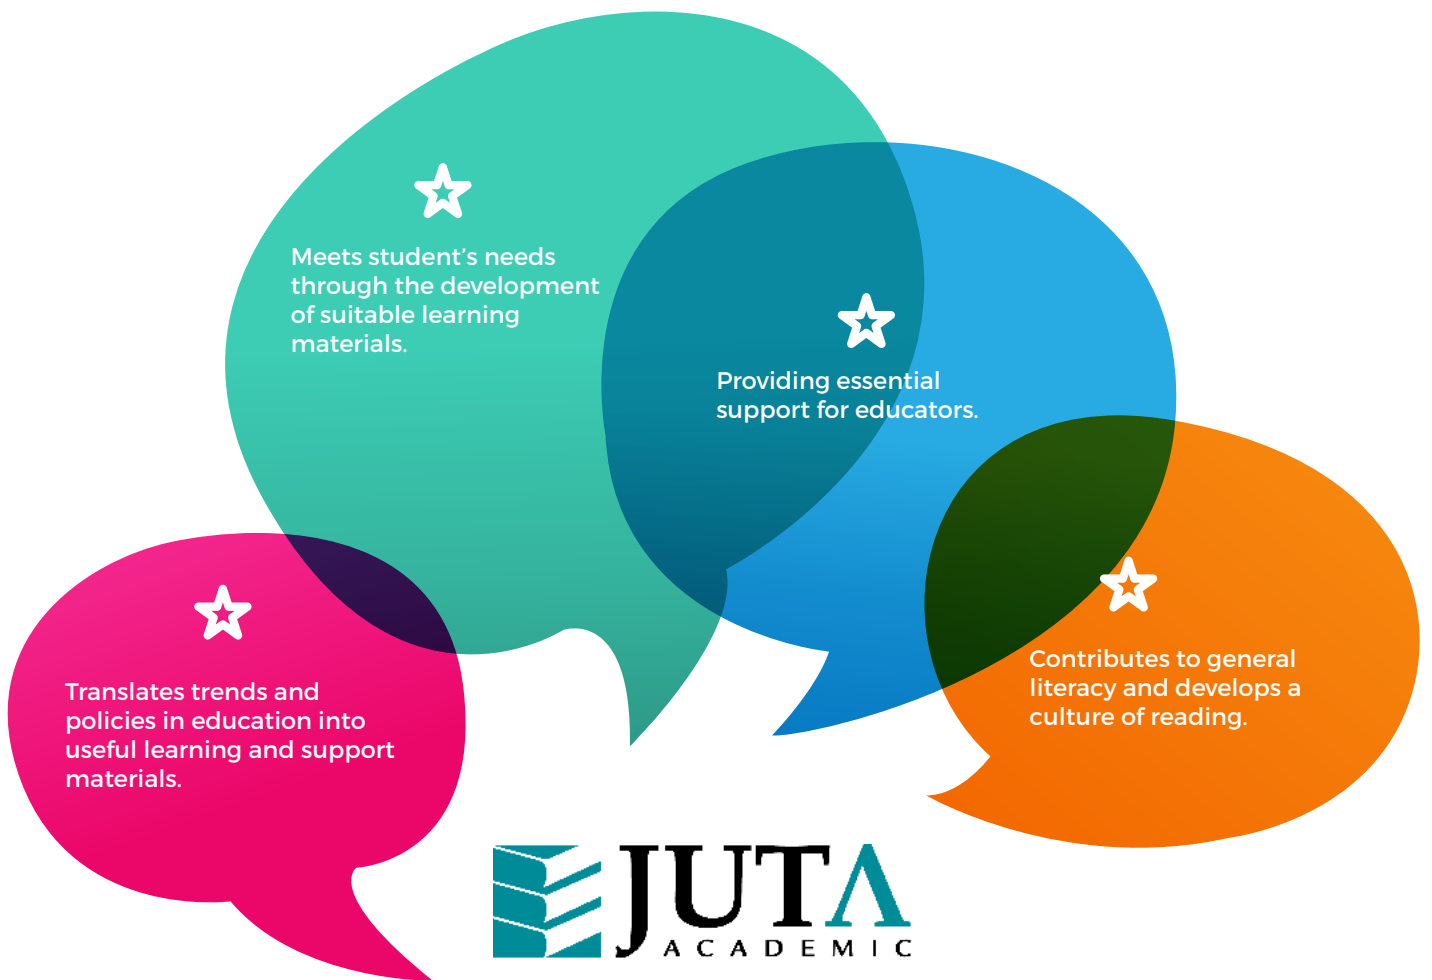 Meets student’s needs
through the development
of suitable learning
materials.
Providing essential
support for educators.
Contributes to general
literacy and develops a
culture of reading.
Translates trends and
policies in education into
useful learning and support
materials.
JUTA
ACADEMIC